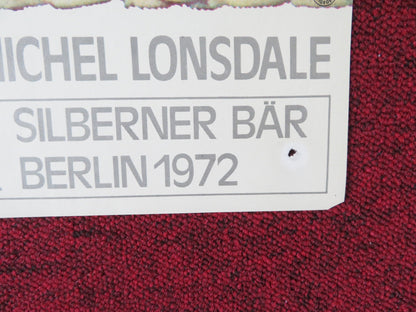 MICHEL LONSDALE
SILBERNER BÄR
BERLIN 1972